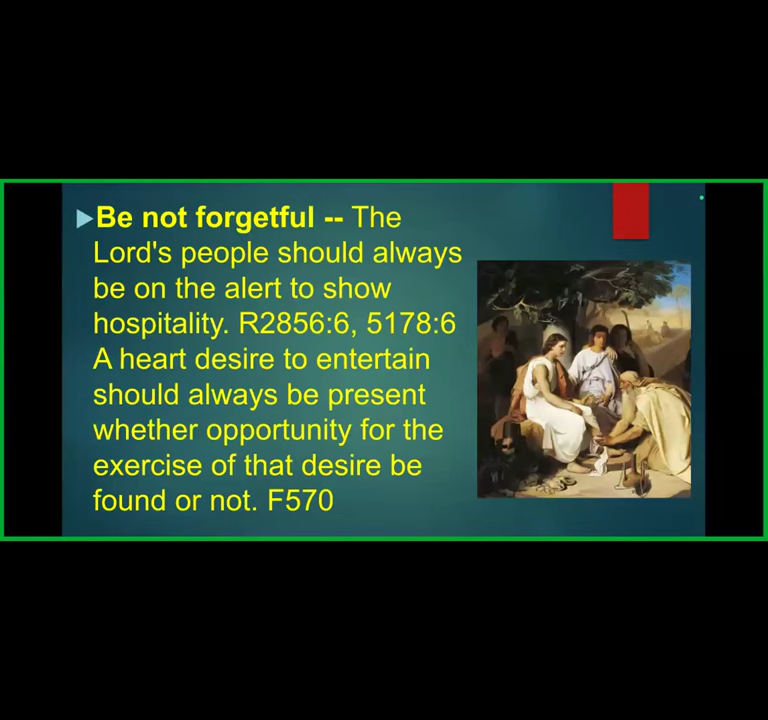 Be not forgetful -- The
Lord's people should always
be on the alert to show
hospitality. R2856:6, 5178:6
A heart desire to entertain
should always be present
whether opportunity for the
exercise of that desire be
found or not. F570